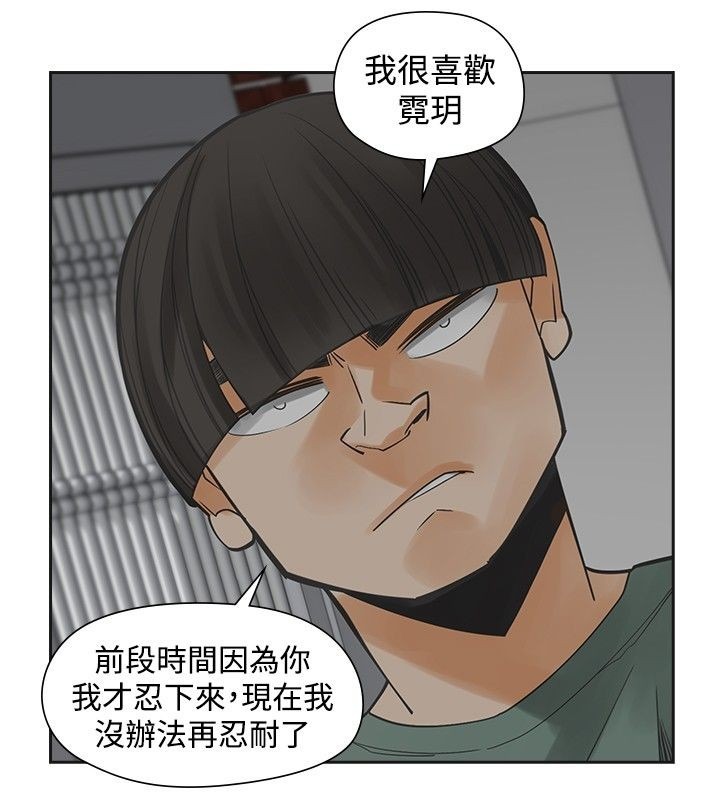 我很喜歡
霓玥
前段時間因為你
我才忍下來，現在我
沒辦法再忍耐了